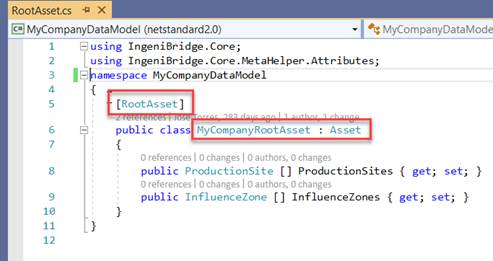 RootAsset.cs
MyCompanyDataModel (netstandard2.0) MyCompanyDataMode
1 using IngeniBridge.Core;
2 using IngeniBridge.Core.MetaHelper.Attributes;
3 namespace MyCompanyDataModel
4 {
5 [RootAsset]
2 references | Jose Torres, 283 days ago | 1 author, 1 change
6 public class MyCompanyRootAsset : Asset
7 {
0 references | 0 changes | 0 authors, 0 changes
8 public ProductionSite [] ProductionSites { get; set; }
0 references | 0 changes | 0 authors, 0 changes
9 public InfluenceZone [] InfluenceZones { get; set; }
10 }
11 }
12